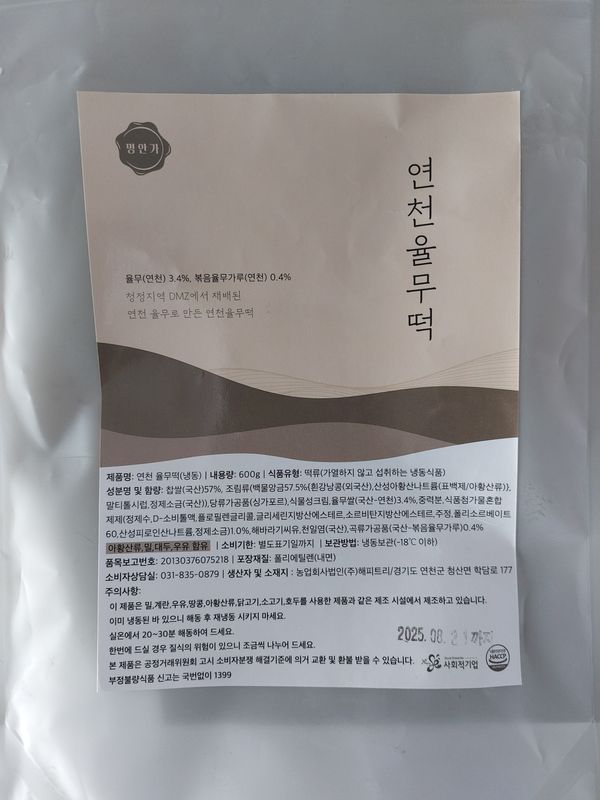 명안가
연천율무떡
율무(연천) 3.4%, 볶음율무가루(연천) 0.4%
청정지역 DMZ에서 재배된
연천 율무로 만든 연천율무떡
제품명: 연천 율무떡(냉동) | 내용량: 600g | 식품유형: 떡류(가열하지 않고 섭취하는 냉동식품)
성분명 및 함량: 찹쌀(국산)57%, 조림류(백물앙금57.5%{흰강낭콩(외국산),산성아황산나트륨(표백제/아황산류)},
말티톨시럽,정제소금(국산)),당류가공품(싱가포르),식물성크림,율무쌀(국산-연천)3.4%,중력분,식품첨가물혼합
제제(정제수,D-소비톨액,프로필렌글리콜,글리세린지방산에스테르,소르비탄지방산에스테르,주정,폴리소르베이트
60,산성피로인산나트륨,정제소금)1.0%,해바라기씨유,천일염(국산),곡류가공품(국산-볶음율무가루)0.4%
아황산류,밀,대두,우유 함유 | 소비기한: 별도표기일까지 | 보관방법: 냉동보관(-18℃ 이하)
품목보고번호: 20130376075218 | 포장재질: 폴리에틸렌(내면)
소비자상담실: 031-835-0879 | 생산자 및 소재지 : 농업회사법인(주)해피트리/경기도 연천군 청산면 학담로 177
주의사항:
이 제품은 밀,계란,우유,땅콩,아황산류,닭고기,소고기,호두를 사용한 제품과 같은 제조 시설에서 제조하고 있습니다.
이미 냉동된 바 있으니 해동 후 재냉동 시키지 마세요.
실온에서 20~30분 해동하여 드세요.
한번에 드실 경우 질식의 위험이 있으니 조금씩 나누어 드세요.
2025.08.21까지
본 제품은 공정거래위원회 고시 소비자분쟁 해결기준에 의거 교환 및 환불 받을 수 있습니다.
사회적기업
HACCP
부정불량식품 신고는 국번없이 1399